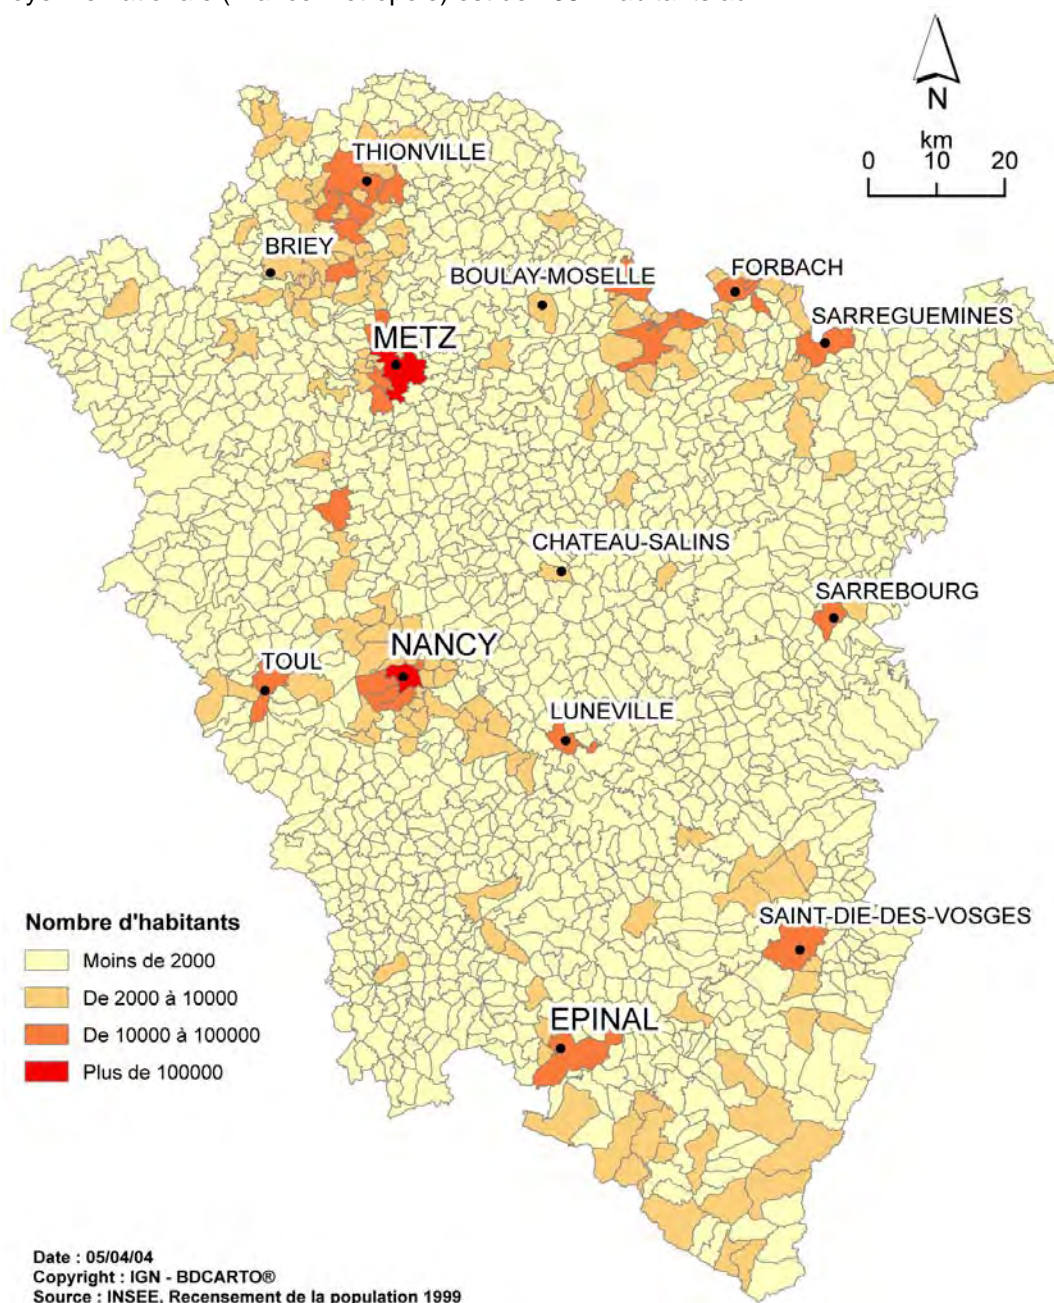 N
km
0 10 20
THIONVILLE
BRIEY
BOULAY-MOSELLE
FORBACH
SARREGUEMINES
METZ
CHATEAU-SALINS
SARREBOURG
NANCY
TOUL
LUNEVILLE
SAINT-DIE-DES-VOSGES
EPINAL
Nombre d'habitants
Moins de 2000
De 2000 à 10000
De 10000 à 100000
Plus de 100000
Date : 05/04/04
Copyright : IGN - BDCARTO®
Source : INSEE, Recensement de la population 1999